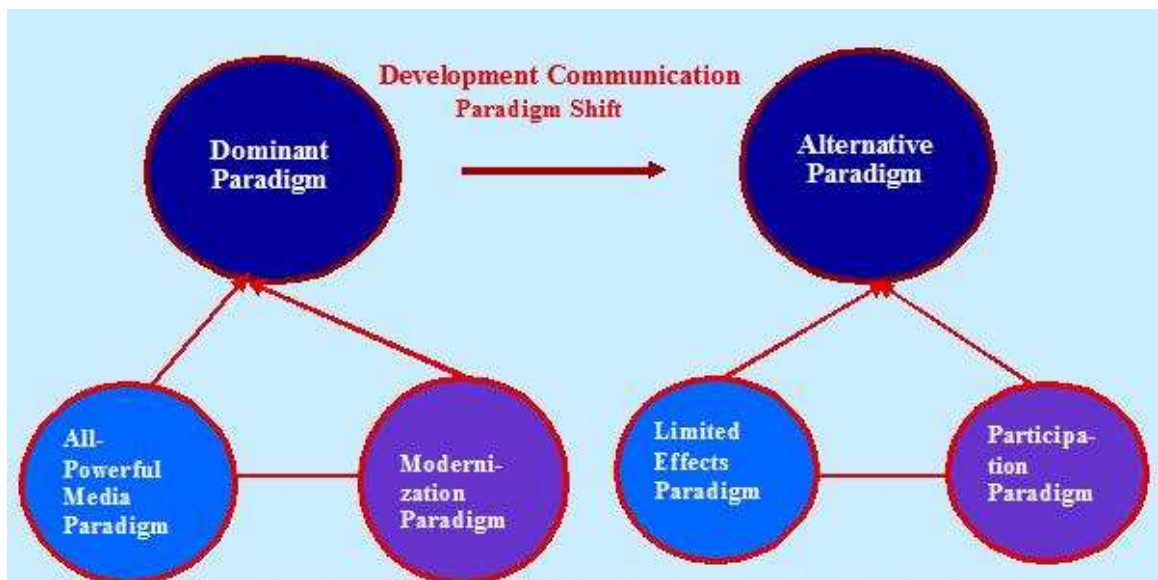 Development Communication
Paradigm Shift
Dominant
Paradigm
Alternative
Paradigm
All-
Powerful
Media
Paradigm
Moderni-
zation
Paradigm
Limited
Effects
Paradigm
Participa-
tion
Paradigm